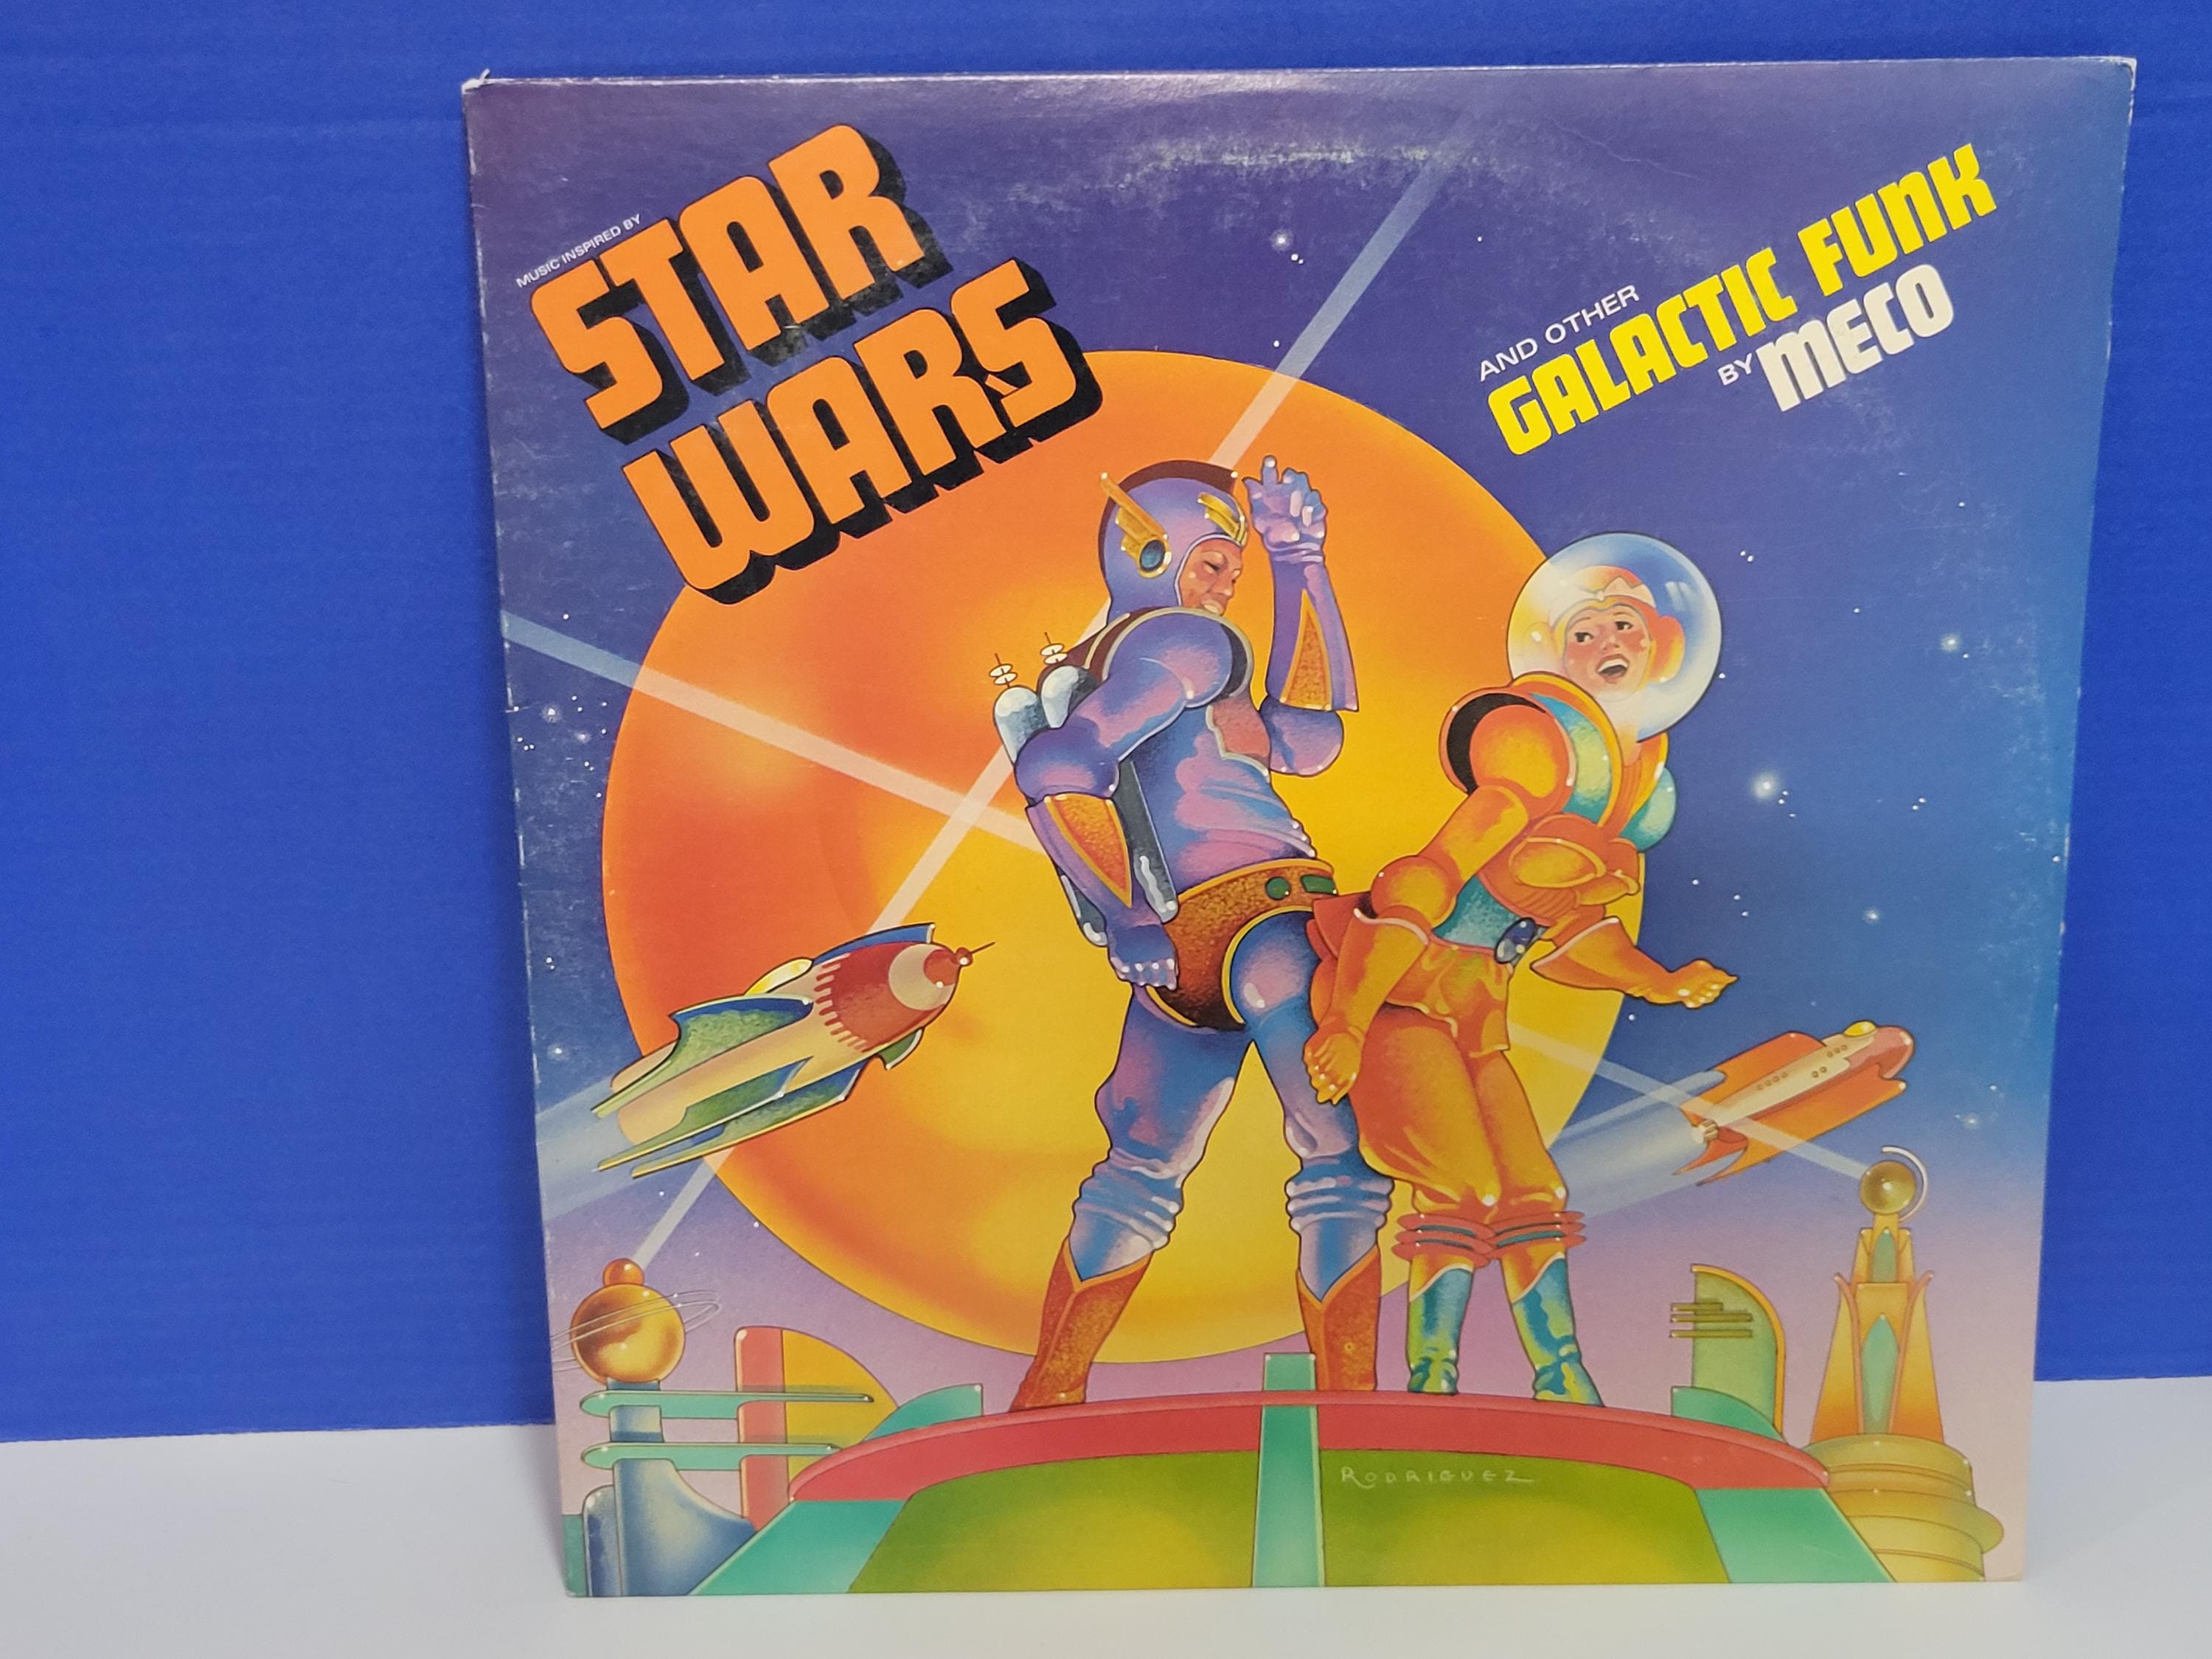 MUSIC INSPIRED BY
STAR
WARS
AND OTHER
GALACTIC FUNK
BY MECO
RODRIGUEZ